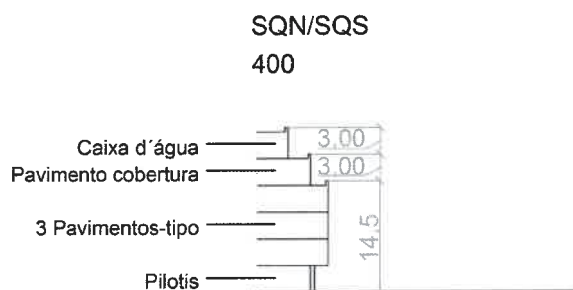 SQN/SQS
400
Caixa d´água
3.00
Pavimento cobertura
3.00
3 Pavimentos-tipo
14.5
Pilotis